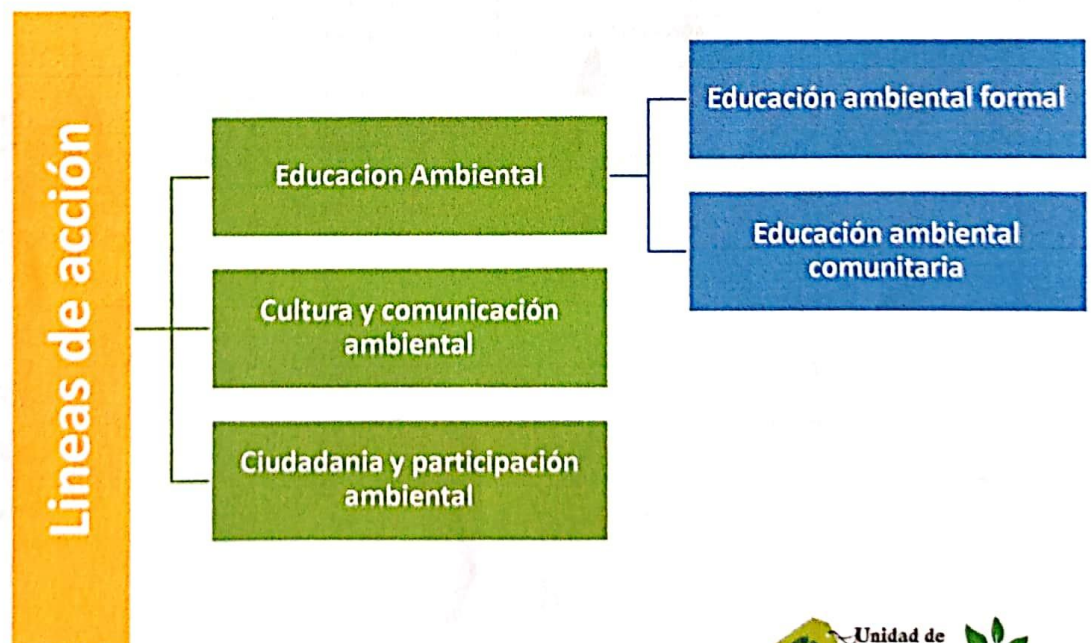 Lineas de acción
Educacion Ambiental
Cultura y comunicación
ambiental
Ciudadania y participación
ambiental
Educación ambiental formal
Educación ambiental
comunitaria
Unidad de